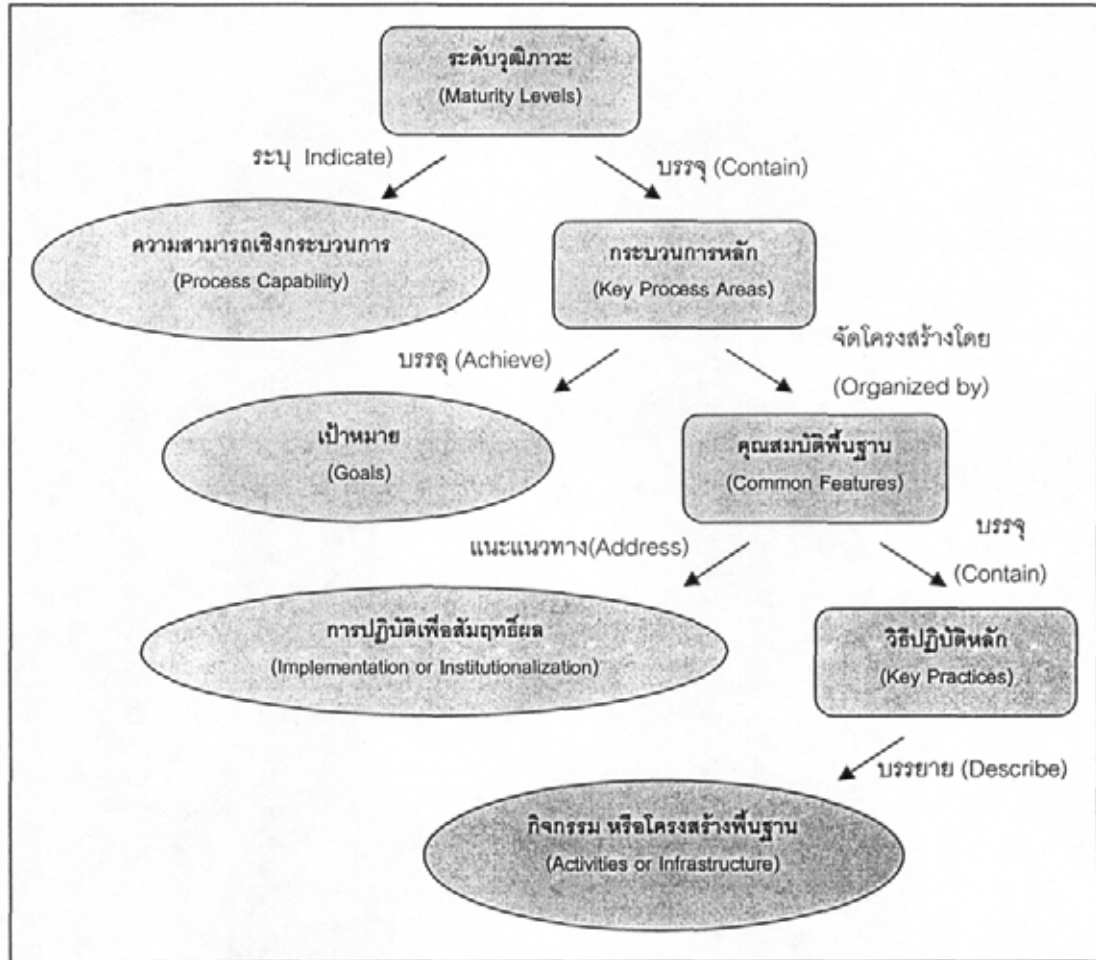 ระดับวุฒิภาวะ
(Maturity Levels)
ระบุ Indicate)
บรรจุ (Contain)
ความสามารถเชิงกระบวนการ
(Process Capability)
กระบวนการหลัก
(Key Process Areas)
บรรลุ (Achieve)
จัดโครงสร้างโดย
(Organized by)
เป้าหมาย
(Goals)
คุณสมบัติพื้นฐาน
(Common Features)
แนะแนวทาง(Address)
บรรจุ
(Contain)
การปฏิบัติเพื่อสัมฤทธิ์ผล
(Implementation or Institutionalization)
วิธีปฏิบัติหลัก
(Key Practices)
บรรยาย (Describe)
กิจกรรม หรือโครงสร้างพื้นฐาน
(Activities or Infrastructure)